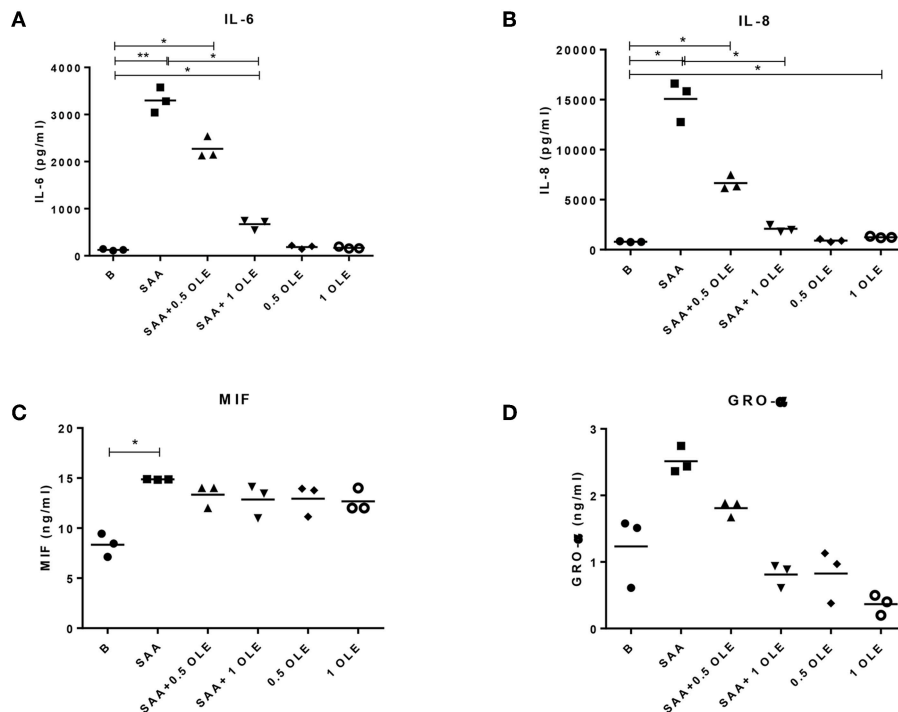 A
IL-6
*
**
*
*
4000
3000
2000
1000
0
IL-6 (pg/ml)
B
SAA
SAA+0.5 OLE
SAA+ 1 OLE
0.5 OLE
1 OLE
B
IL-8
*
*
*
*
20000
15000
10000
5000
0
IL-8 (pg/ml)
B
SAA
SAA+0.5 OLE
SAA+ 1 OLE
0.5 OLE
1 OLE
C
MIF
*
20
15
10
5
0
MIF (ng/ml)
B
SAA
SAA+0.5 OLE
SAA+ 1 OLE
0.5 OLE
1 OLE
D
GRO-
3
2
1
0
GRO- (ng/ml)
B
SAA
SAA+0.5 OLE
SAA+ 1 OLE
0.5 OLE
1 OLE